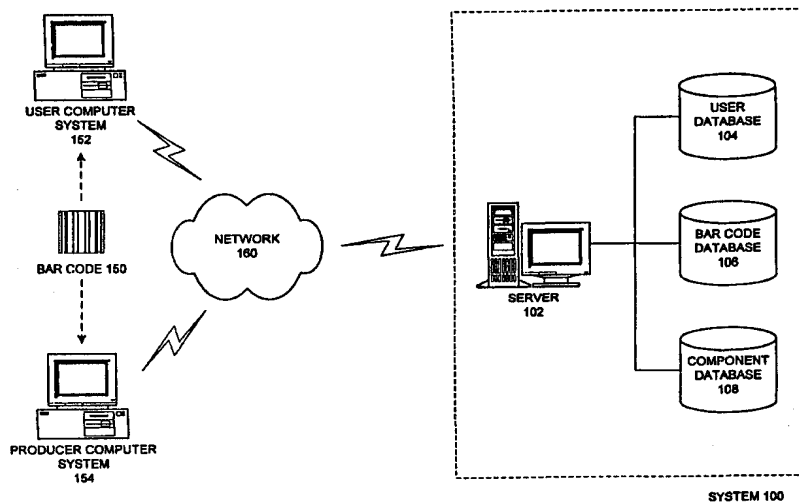 USER COMPUTER
SYSTEM
152
BAR CODE 150
PRODUCER COMPUTER
SYSTEM
154
NETWORK
160
SERVER
102
USER
DATABASE
104
BAR CODE
DATABASE
106
COMPONENT
DATABASE
108
SYSTEM 100